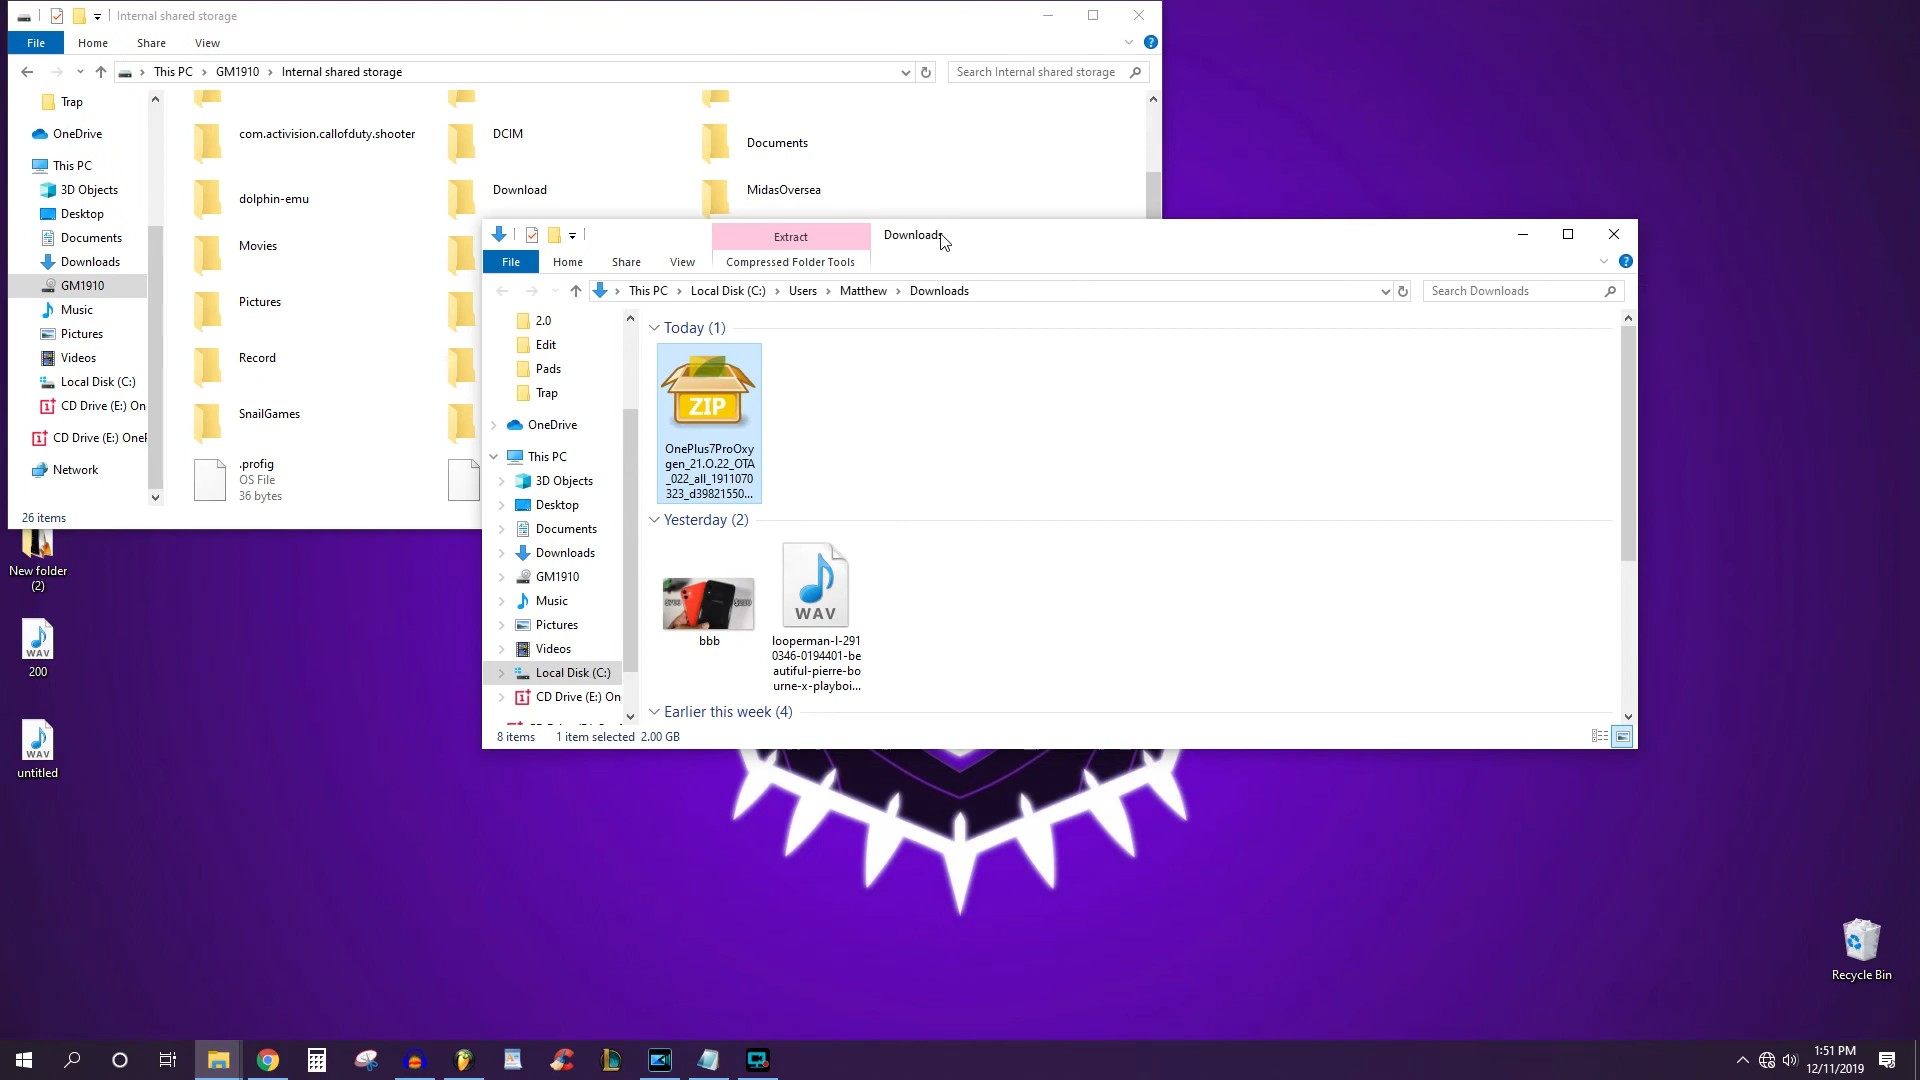 Internal shared storage
File Home Share View
This PC GM1910 Internal shared storage
Search Internal shared storage
Trap
OneDrive
This PC
3D Objects
Desktop
Documents
Downloads
GM1910
Music
Pictures
Videos
Local Disk (C:)
CD Drive (E:) On
CD Drive (E:) OneP
Network
26 items
com.activision.callofduty.shooter
DCIM
Documents
dolphin-emu
Download
MidasOversea
Movies
Pictures
Record
SnailGames
.profig
OS File
36 bytes
Extract
Downloads
File Home Share View Compressed Folder Tools
This PC Local Disk (C:) Users Matthew Downloads
Search Downloads
2.0
Edit
Pads
Trap
OneDrive
This PC
3D Objects
Desktop
Documents
Downloads
GM1910
Music
Pictures
Videos
Local Disk (C:)
CD Drive (E:) On
Today (1)
ZIP
OnePlus7ProOxy
gen_21.O.22_OTA
_022_all_1911070
323_d39821550...
Yesterday (2)
bbb
WAV
looperman-l-291
0346-0194401-be
autiful-pierre-bo
urne-x-playboi...
Earlier this week (4)
8 items 1 item selected 2.00 GB
New folder
(2)
WAV
200
WAV
untitled
Recycle Bin
1:51 PM
12/11/2019